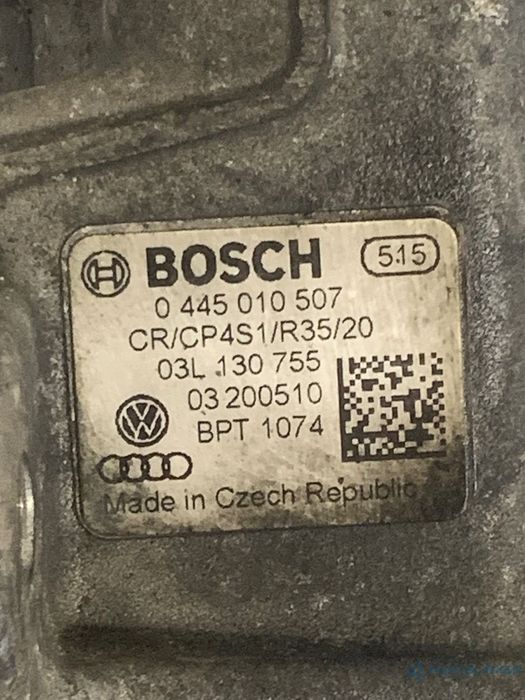 BOSCH 515
0 445 010 507
CR/CP4S1/R35/20
03L 130 755
03 200510
BPT 1074
Made in Czech Republic